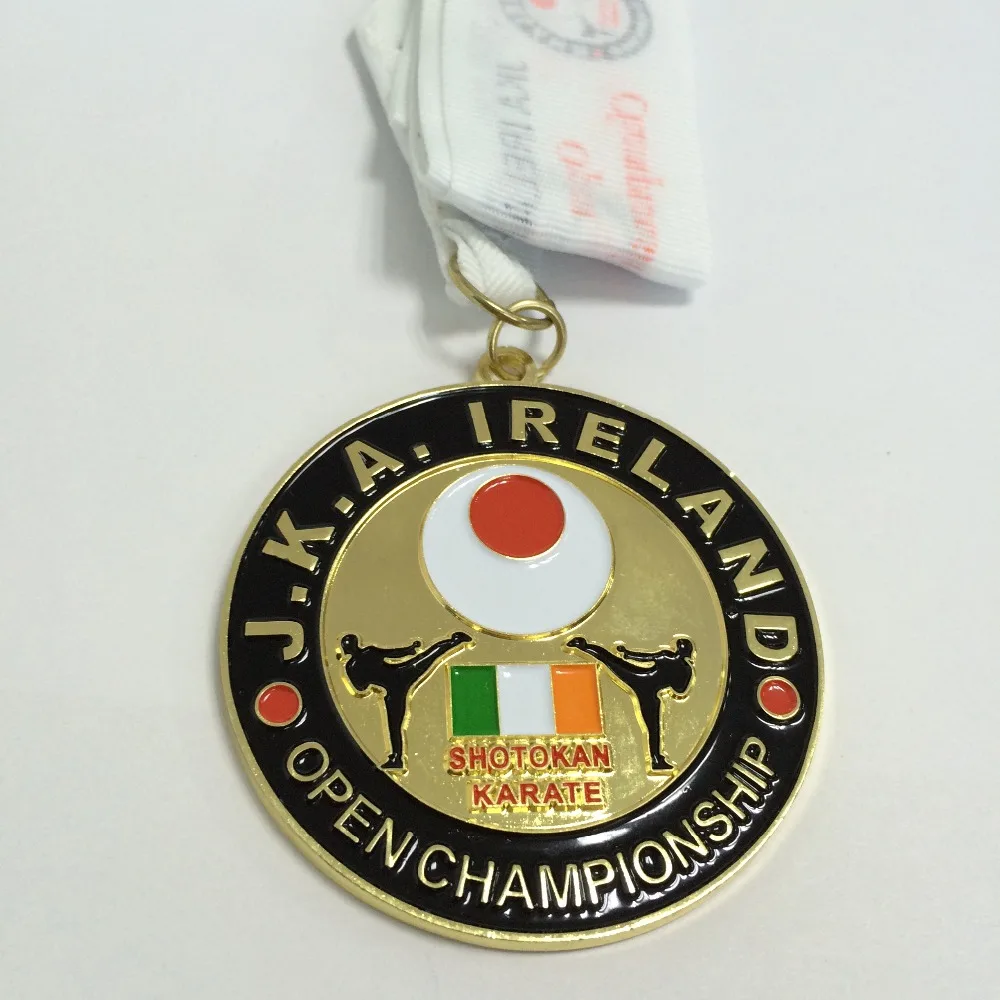 J.K.A. IRELAND
SHOTOKAN
KARATE
OPEN CHAMPIONSHIP